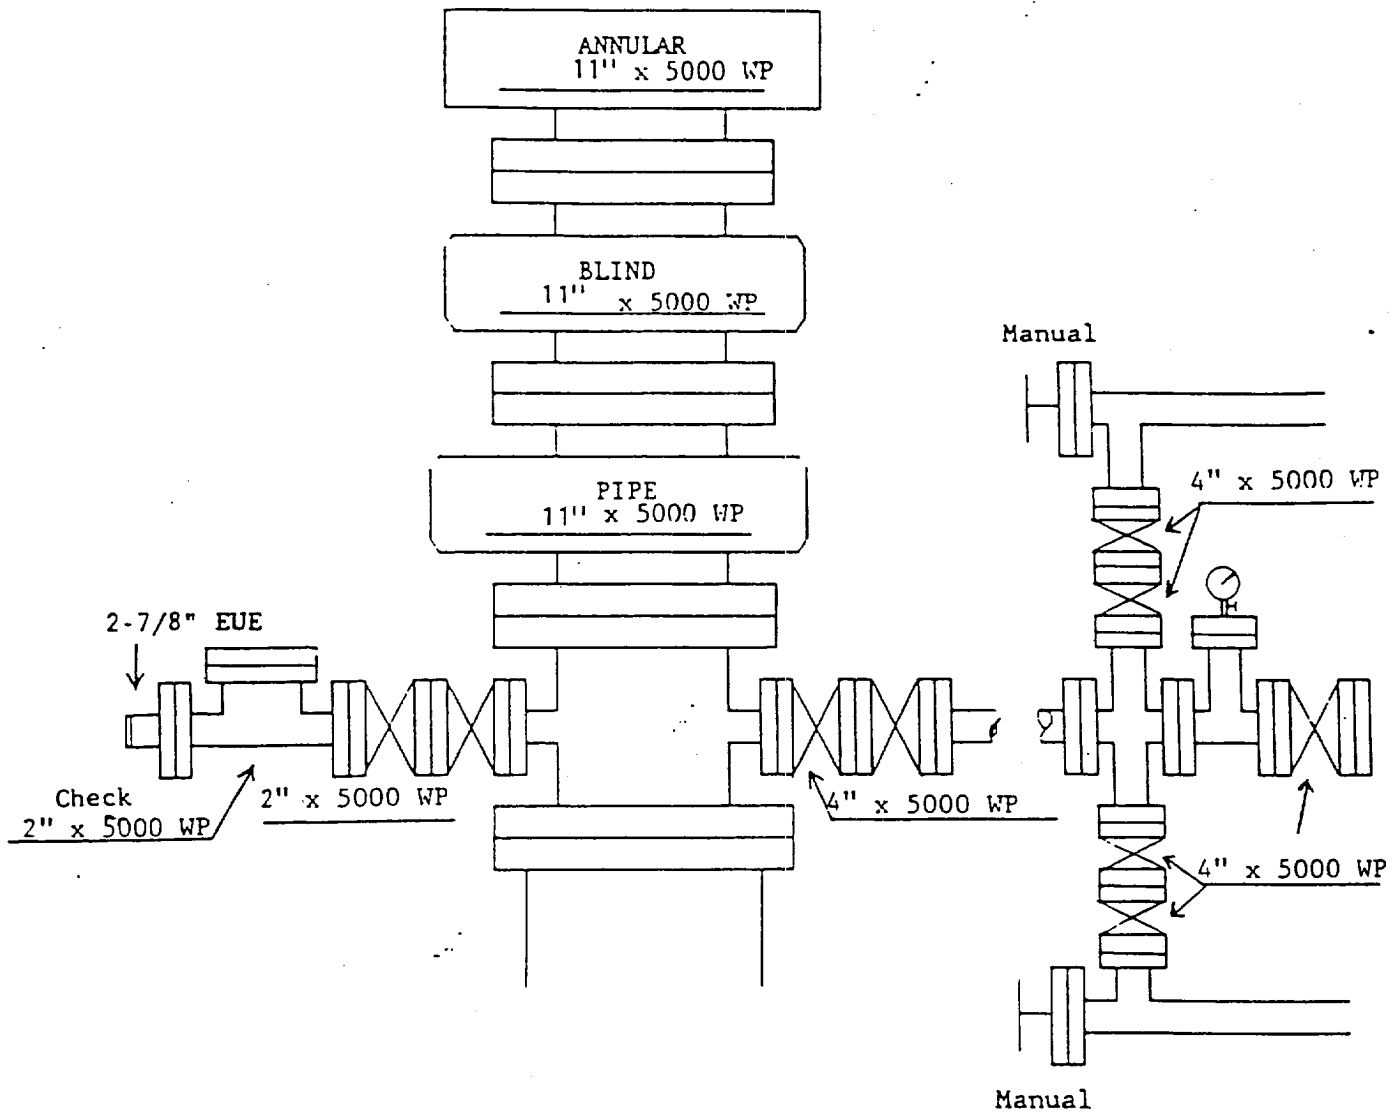 ANNULAR
11" x 5000 WP
BLIND
11" x 5000 WP
Manual
PIPE
11" x 5000 WP
4" x 5000 WP
2-7/8" EUE
Check
2" x 5000 WP
2" x 5000 WP
4" x 5000 WP
4" x 5000 WP
Manual